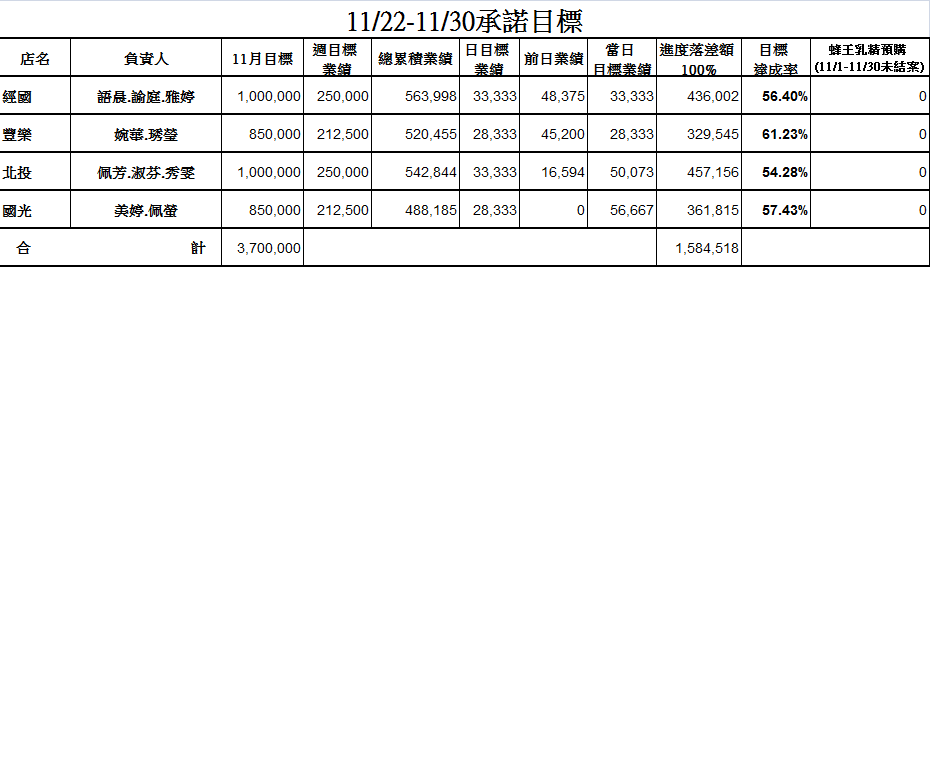 11/22-11/30承諾目標
店名 負責人 11月目標 週目標業績 總累積業績 日目標業績 前日業績 當日目標業績 進度落差額100% 目標達成率 蜂王乳精預購(11/1-11/30未結案)
經國 語晨.諭庭.雅婷 1,000,000 250,000 563,998 33,333 48,375 33,333 436,002 56.40% 0
豐樂 婉華.琇瑩 850,000 212,500 520,455 28,333 45,200 28,333 329,545 61.23% 0
北投 佩芳.淑芬.秀雯 1,000,000 250,000 542,844 33,333 16,594 50,073 457,156 54.28% 0
國光 美婷.佩螢 850,000 212,500 488,185 28,333 0 56,667 361,815 57.43% 0
合 計 3,700,000 1,584,518